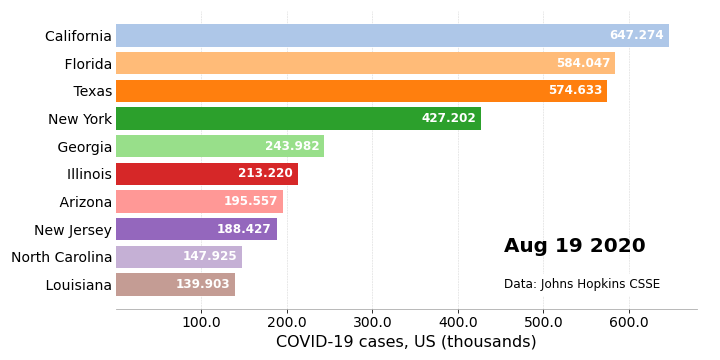 California 647.274
Florida 584.047
Texas 574.633
New York 427.202
Georgia 243.982
Illinois 213.220
Arizona 195.557
New Jersey 188.427
North Carolina 147.925
Louisiana 139.903
Aug 19 2020
Data: Johns Hopkins CSSE
100.0 200.0 300.0 400.0 500.0 600.0
COVID-19 cases, US (thousands)